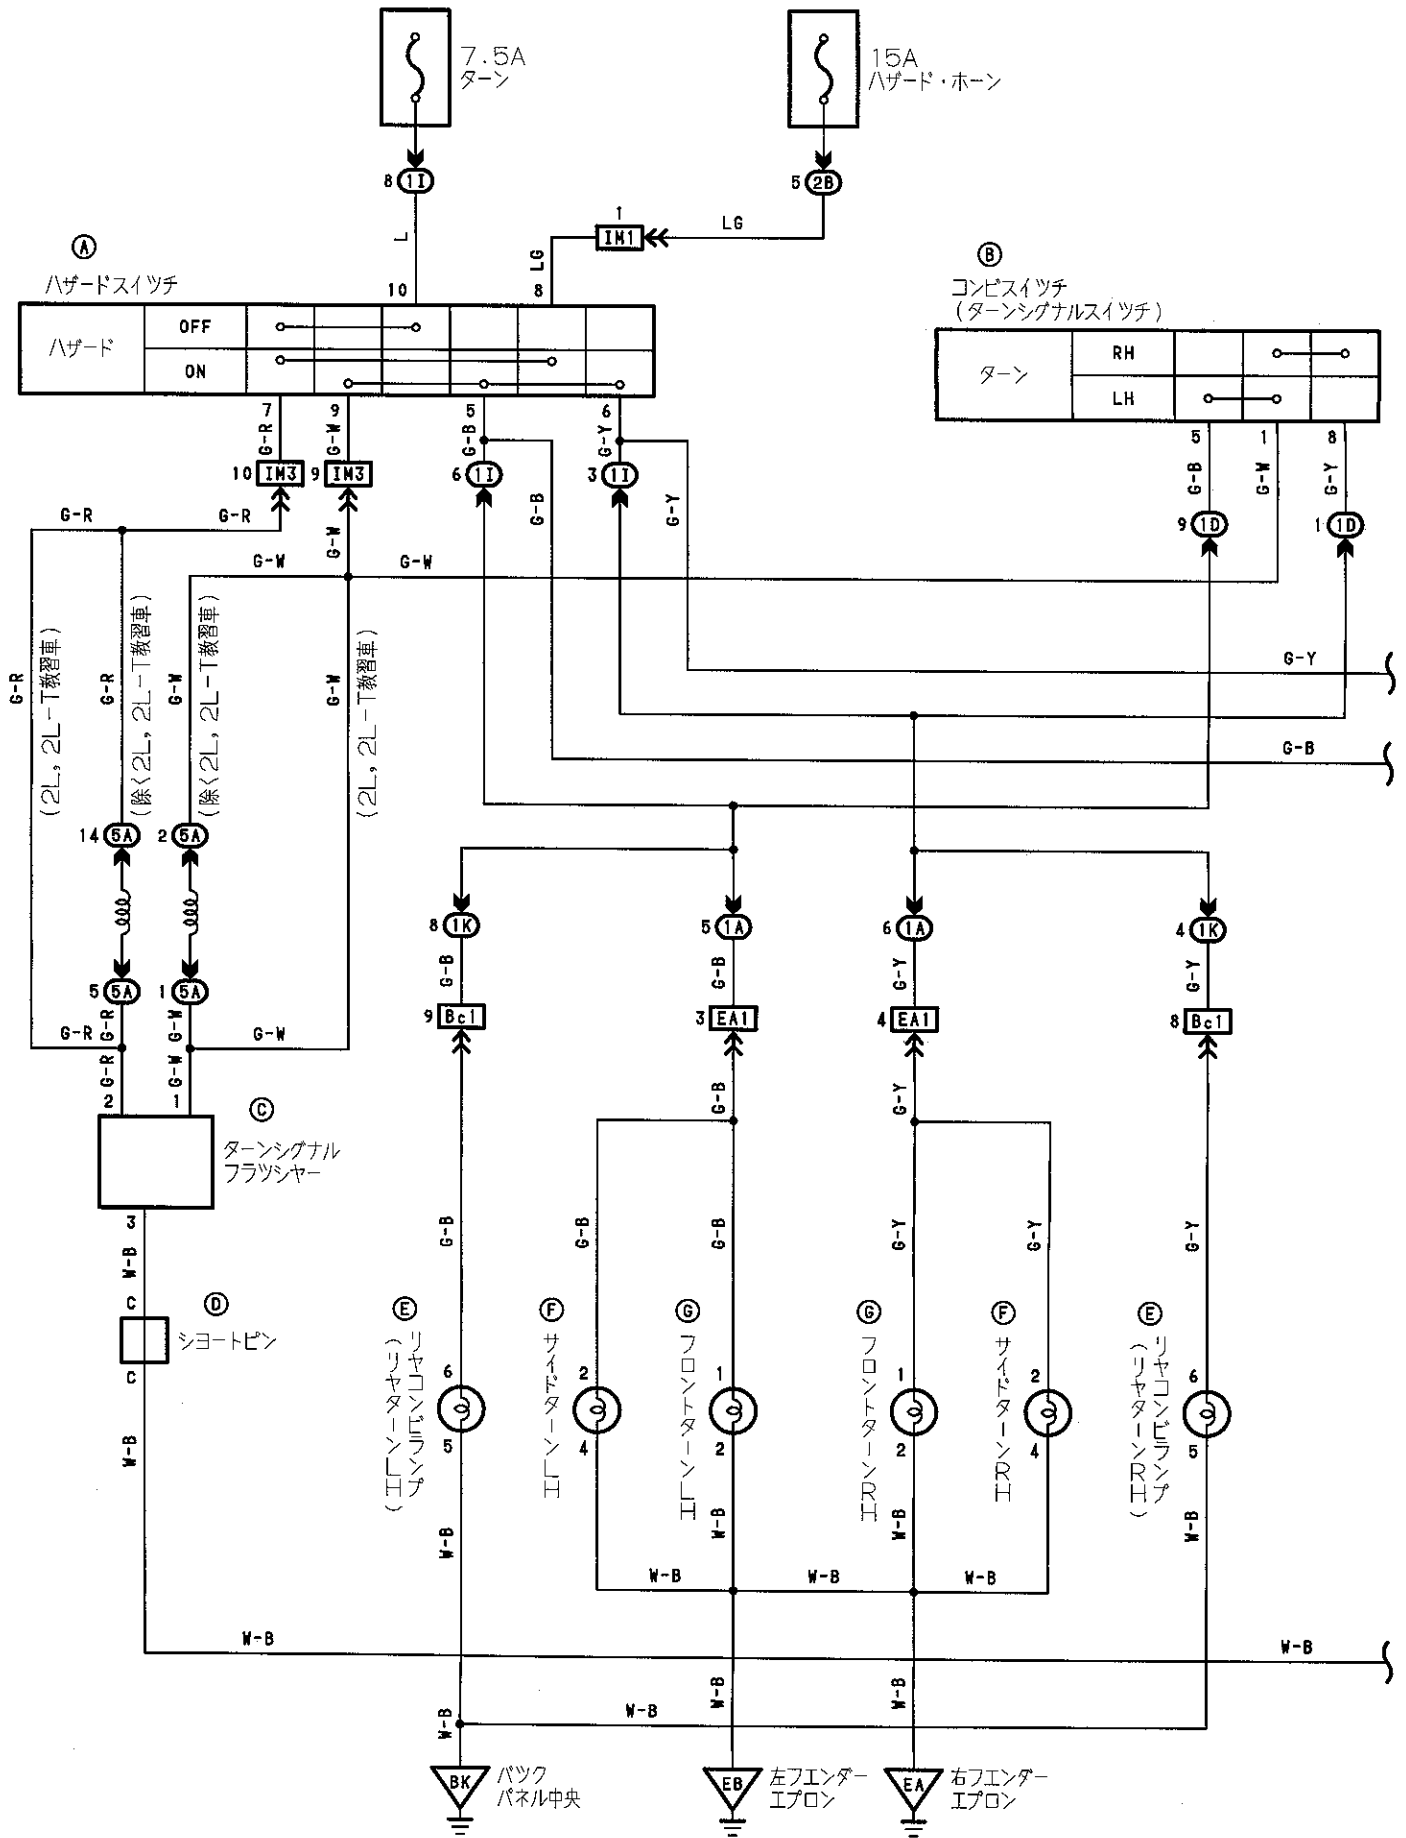 7.5A
ターン
15A
ハザード・ホーン
8 1I
5 2B
L
1
IM1
LG
LG
A
ハザードスイッチ
10
8
B
コンビスイッチ
(ターンシグナルスイッチ)
ハザード
OFF
ON
ターン
RH
LH
7
9
5
6
5
1
8
G-R
G-W
G-B
G-Y
G-B
G-W
G-Y
10 IM3
9 IM3
6 1I
3 1I
9 1D
1 1D
G-R
G-R
G-W
G-B
G-Y
G-W
G-W
G-R
(2L, 2L-T教習車)
G-R
(除く2L, 2L-T教習車)
G-W
(除く2L, 2L-T教習車)
G-W
(2L, 2L-T教習車)
G-Y
G-B
14 5A
2 5A
8 1K
5 1A
6 1A
4 1K
G-B
G-B
G-Y
G-Y
5 5A
1 5A
9 Bc1
3 EA1
4 EA1
8 Bc1
G-R
G-R
G-W
G-W
G-R
G-W
G-B
G-Y
2
1
C
ターンシグナル
フラッシャー
3
W-B
G-B
G-B
G-B
G-Y
G-Y
G-Y
C
D
ショートピン
C
W-B
E
リヤコンビランプ
(リヤターンLH)
6
5
F
サイドターンLH
2
4
G
フロントターンLH
1
2
G
フロントターンRH
1
2
F
サイドターンRH
2
4
E
リヤコンビランプ
(リヤターンRH)
6
5
W-B
W-B
W-B
W-B
W-B
W-B
W-B
W-B
W-B
W-B
W-B
W-B
W-B
BK
バック
パネル中央
EB
左フェンダー
エプロン
EA
右フェンダー
エプロン